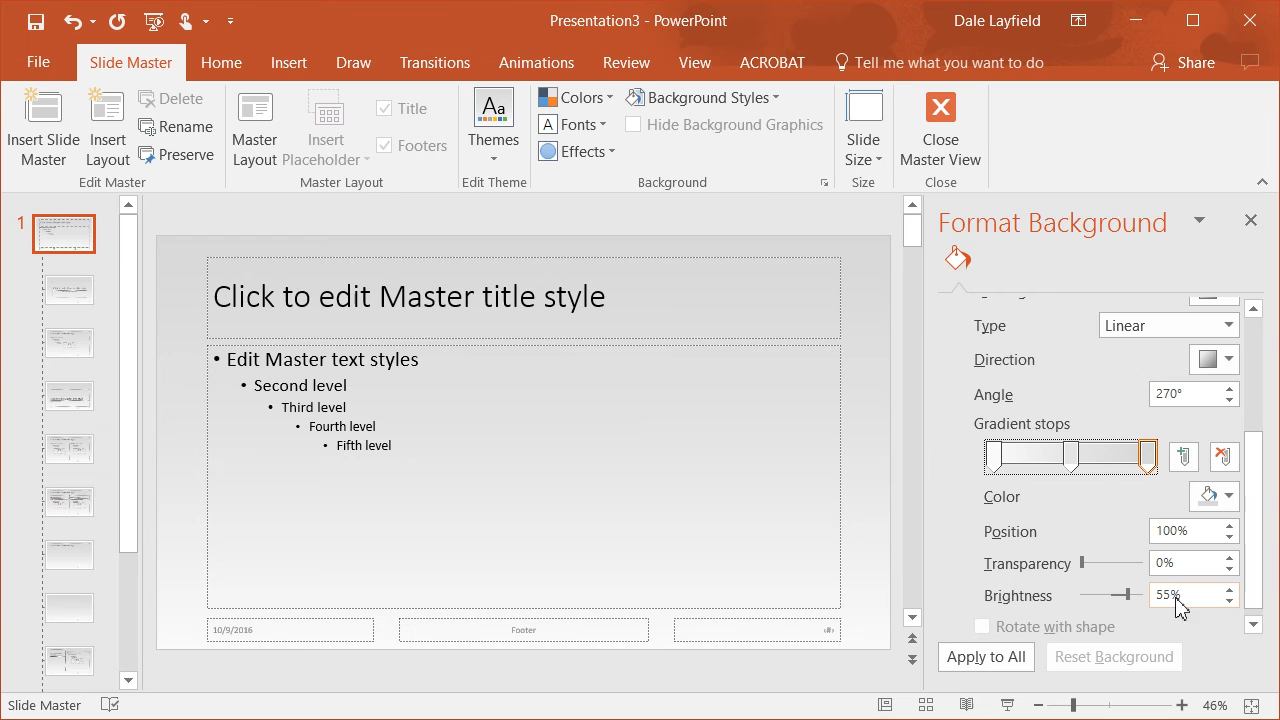 Presentation3 - PowerPoint
Dale Layfield
File
Slide Master
Home
Insert
Draw
Transitions
Animations
Review
View
ACROBAT
Tell me what you want to do
Share
Insert Slide
Master
Insert
Layout
Delete
Rename
Preserve
Edit Master
Master
Layout
Insert
Placeholder
Title
Footers
Master Layout
Aa
Themes
Edit Theme
Colors
A Fonts
Effects
Background Styles
Hide Background Graphics
Background
Slide
Size
Size
Close
Master View
Close
1
Click to edit Master title style
• Edit Master text styles
• Second level
• Third level
• Fourth level
• Fifth level
10/9/2016
Footer
‹#›
Format Background
Type
Linear
Direction
Angle
270°
Gradient stops
Color
Position
100%
Transparency
0%
Brightness
55%
Rotate with shape
Apply to All
Reset Background
Slide Master
46%